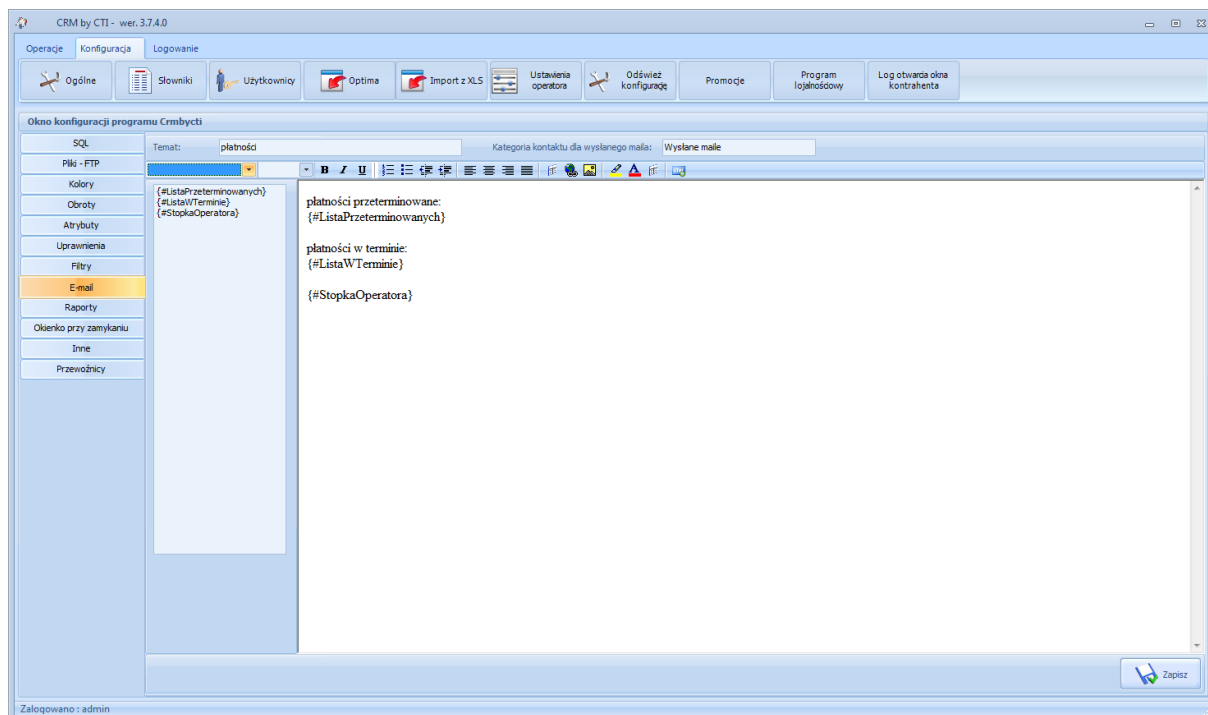 CRM by CTI - wer. 3.7.4.0
Operacje Konfiguracja Logowanie
Ogólne Słowniki Użytkownicy Optima Import z XLS Ustawienia operatora Odśwież konfigurację Promocje Program lojalnościowy Log otwarcia okna kontrahenta
Okno konfiguracji programu Crmbycti
SQL
Pliki - FTP
Kolory
Obroty
Atrybuty
Uprawnienia
Filtry
E-mail
Raporty
Okienko przy zamykaniu
Inne
Przewoźnicy
Temat: płatności Kategoria kontaktu dla wysłanego maila: Wysłane maile
B I U
{#ListaPrzeterminowanych}
{#ListaWTerminie}
{#StopkaOperatora}
płatności przeterminowane:
{#ListaPrzeterminowanych}
płatności w terminie:
{#ListaWTerminie}
{#StopkaOperatora}
Zapisz
Zalogowano : admin